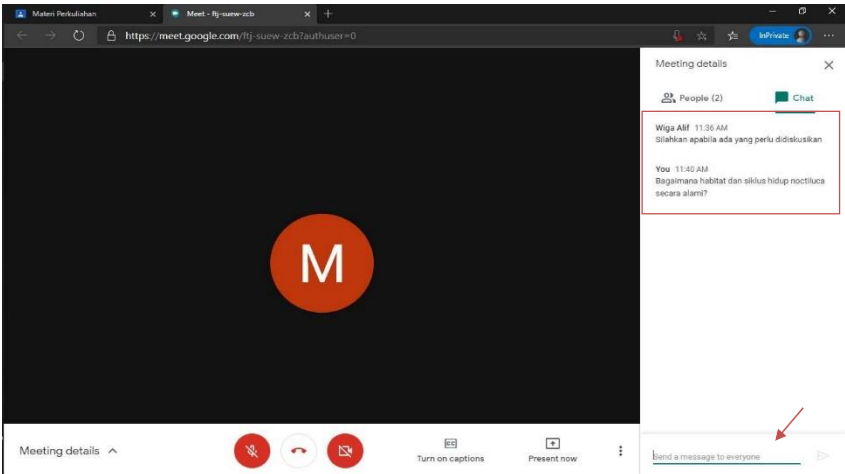 Materi Perkuliahan
Meet - ftj-suew-zcb
https://meet.google.com/ftj-suew-zcb?authuser=0
InPrivate
Meeting details
People (2)
Chat
Wiga Alif 11:36 AM
Silahkan apabila ada yang perlu didiskusikan
You 11:40 AM
Bagaimana habitat dan siklus hidup noctiluca
secara alami?
M
Meeting details
CC
Turn on captions
Present now
Send a message to everyone